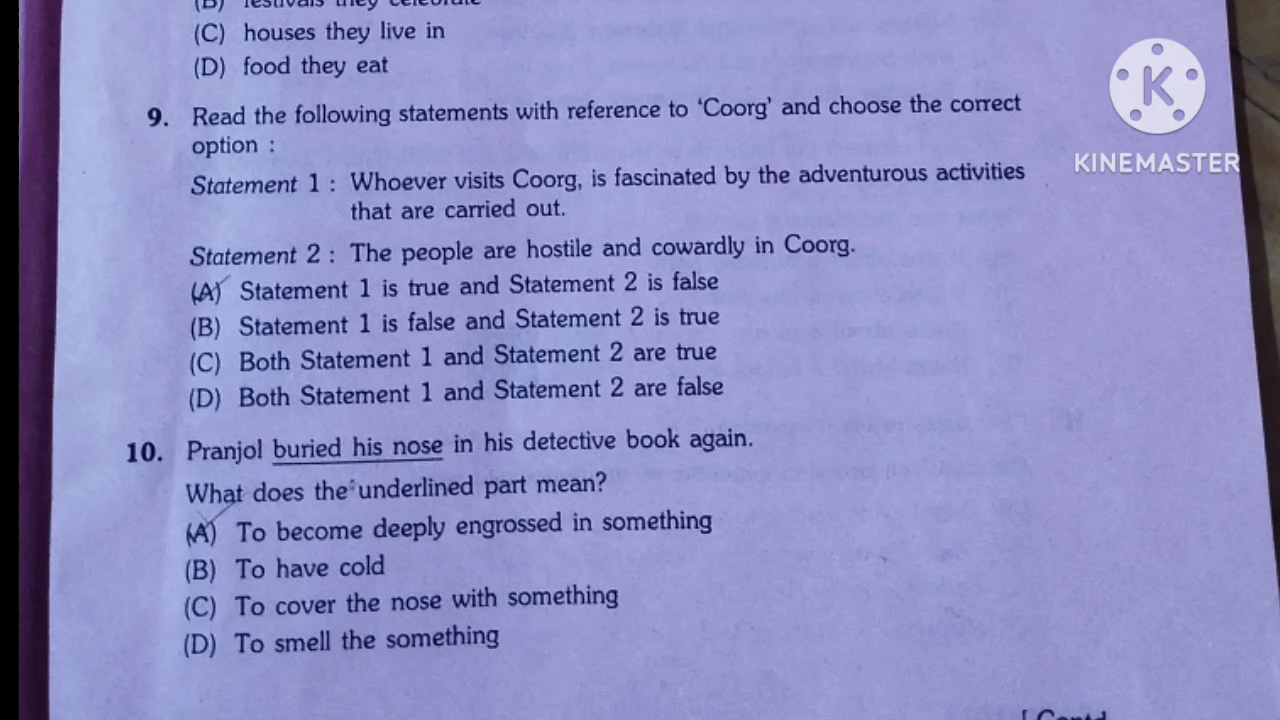 (B) festivals they celebrate
(C) houses they live in
(D) food they eat
9. Read the following statements with reference to ‘Coorg’ and choose the correct
option :
Statement 1 : Whoever visits Coorg, is fascinated by the adventurous activities
that are carried out.
Statement 2 : The people are hostile and cowardly in Coorg.
(A) Statement 1 is true and Statement 2 is false
(B) Statement 1 is false and Statement 2 is true
(C) Both Statement 1 and Statement 2 are true
(D) Both Statement 1 and Statement 2 are false
10. Pranjol buried his nose in his detective book again.
What does the underlined part mean?
(A) To become deeply engrossed in something
(B) To have cold
(C) To cover the nose with something
(D) To smell the something
[ Contd.
K
KINEMASTER